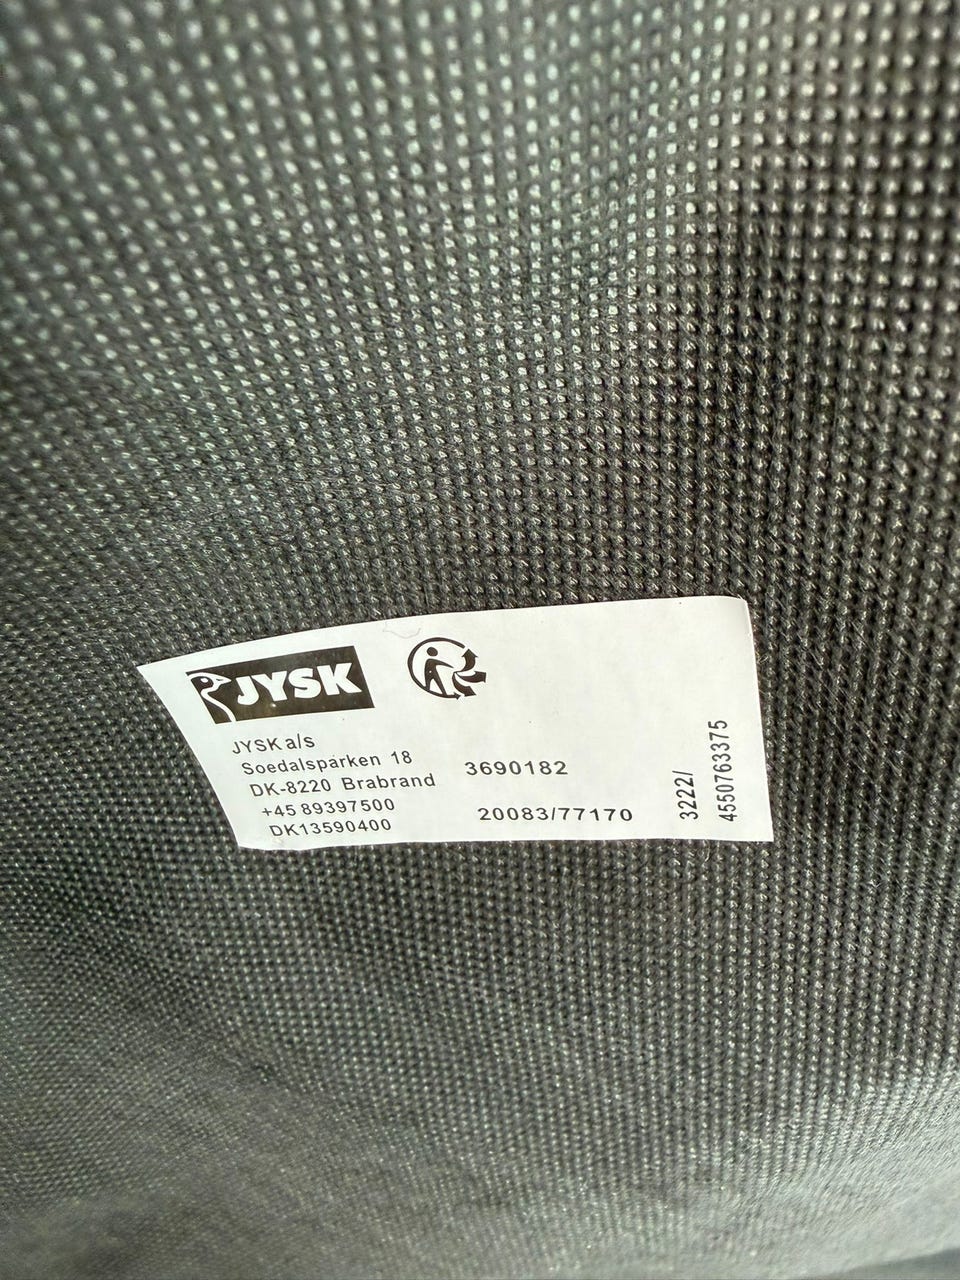 JYSK
JYSK a/s
Soedalsparken 18
DK-8220 Brabrand
+45 89397500
DK13590400
3690182
20083/77170
3222/
4550763375